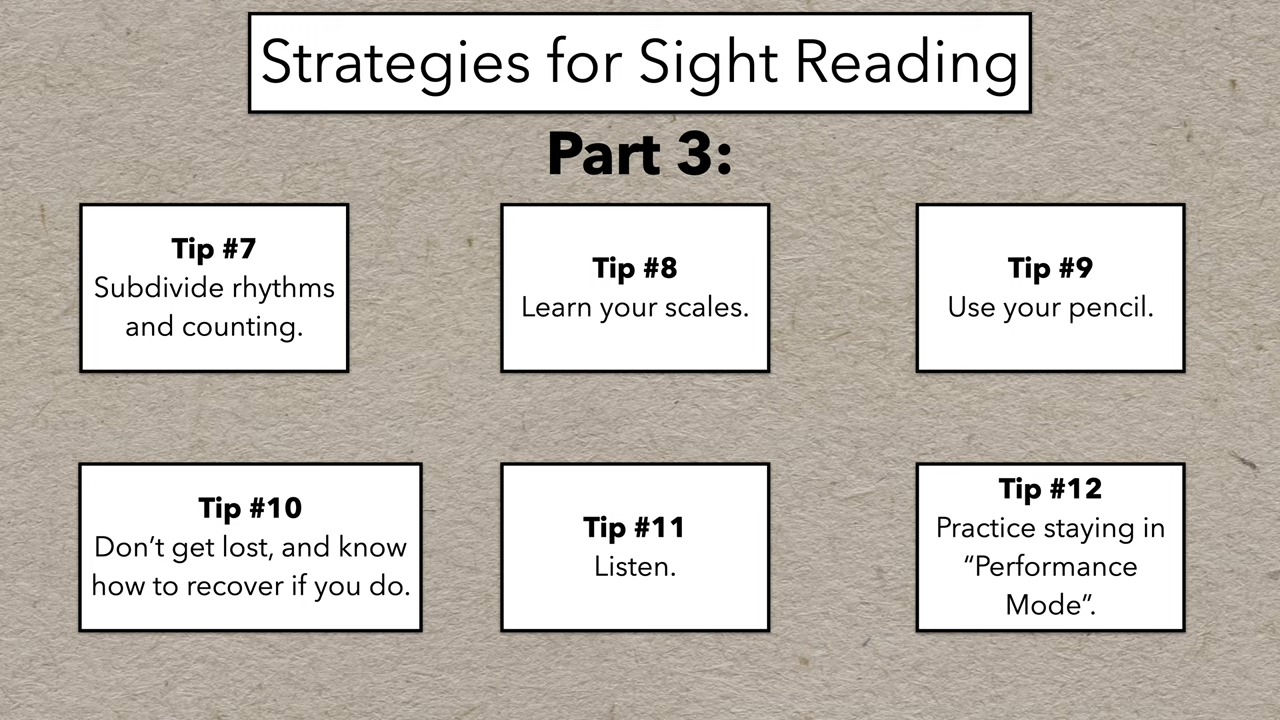 Strategies for Sight Reading
Part 3:
Tip #7
Subdivide rhythms
and counting.
Tip #8
Learn your scales.
Tip #9
Use your pencil.
Tip #10
Don’t get lost, and know
how to recover if you do.
Tip #11
Listen.
Tip #12
Practice staying in
“Performance
Mode”.